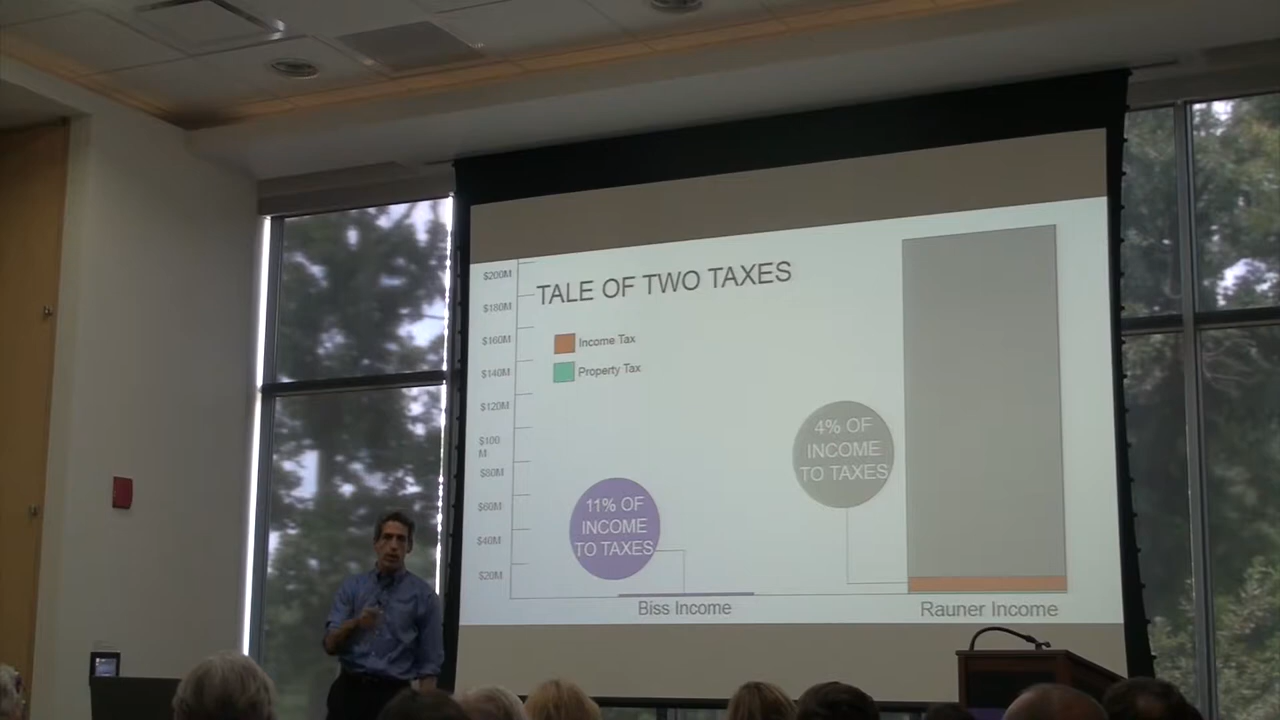 TALE OF TWO TAXES
Income Tax
Property Tax
$200M
$180M
$160M
$140M
$120M
$100
M
$80M
$60M
$40M
$20M
11% OF
INCOME
TO TAXES
4% OF
INCOME
TO TAXES
Biss Income
Rauner Income